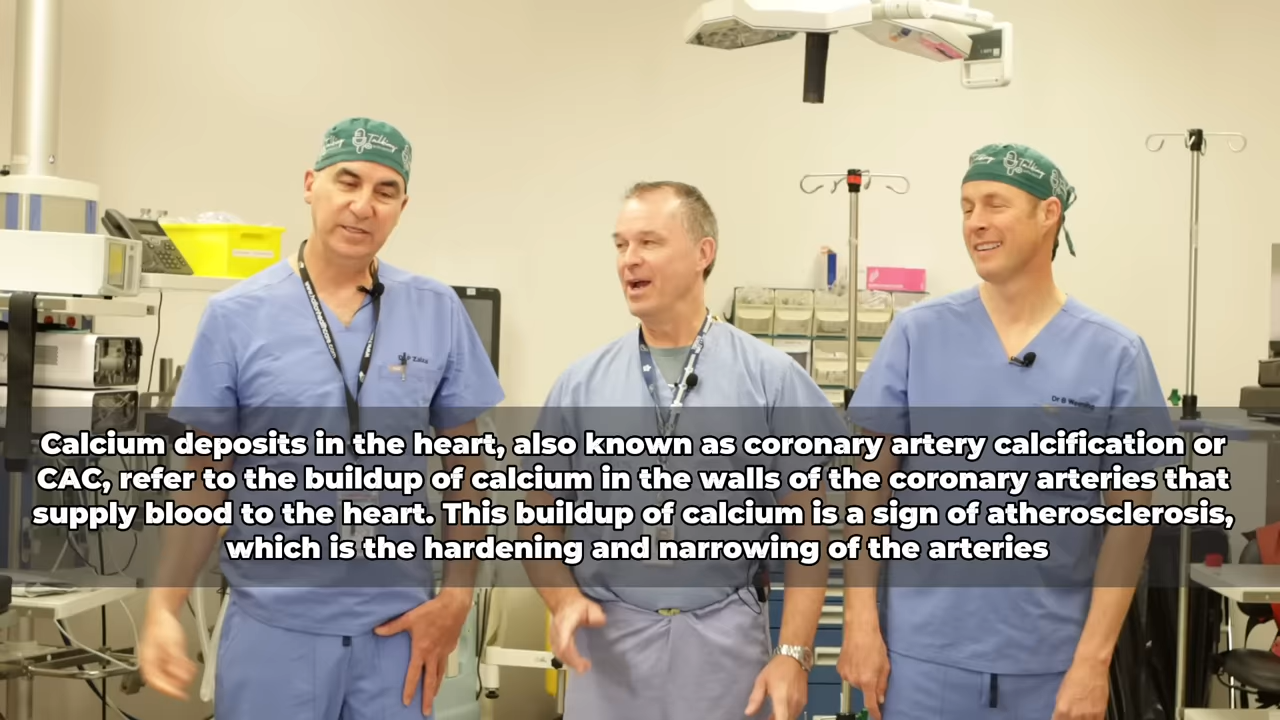 Talking
Talking
Calcium deposits in the heart, also known as coronary artery calcification or
CAC, refer to the buildup of calcium in the walls of the coronary arteries that
supply blood to the heart. This buildup of calcium is a sign of atherosclerosis,
which is the hardening and narrowing of the arteries